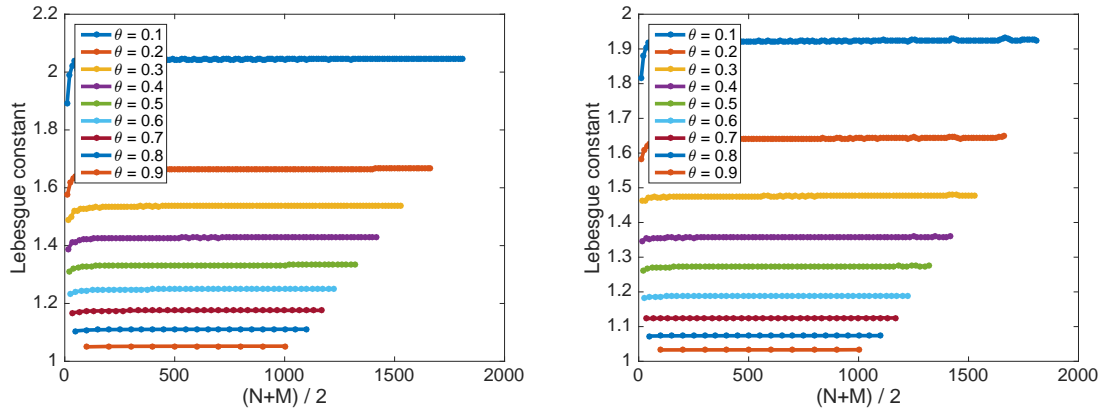 2.2
2
1.8
1.6
1.4
1.2
1
Lebesgue constant
θ = 0.1
θ = 0.2
θ = 0.3
θ = 0.4
θ = 0.5
θ = 0.6
θ = 0.7
θ = 0.8
θ = 0.9
0 500 1000 1500 2000
(N+M) / 2
2
1.9
1.8
1.7
1.6
1.5
1.4
1.3
1.2
1.1
1
Lebesgue constant
θ = 0.1
θ = 0.2
θ = 0.3
θ = 0.4
θ = 0.5
θ = 0.6
θ = 0.7
θ = 0.8
θ = 0.9
0 500 1000 1500 2000
(N+M) / 2